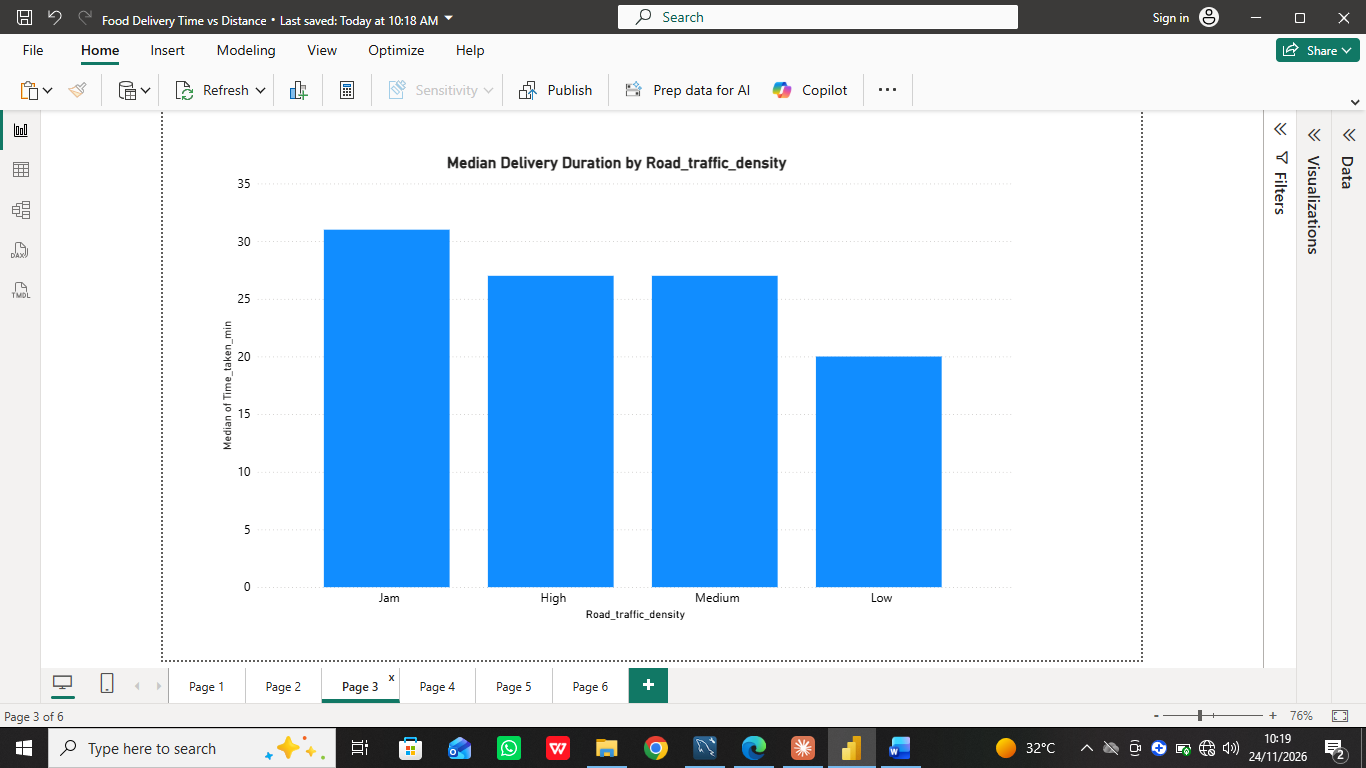 Food Delivery Time vs Distance • Last saved: Today at 10:18 AM
Search
Sign in
File Home Insert Modeling View Optimize Help
Share
Refresh
Sensitivity
Publish
Prep data for AI
Copilot
DAX
TMDL
Median Delivery Duration by Road_traffic_density
35
30
25
20
15
10
5
0
Median of Time_taken_min
Jam High Medium Low
Road_traffic_density
Filters
Visualizations
Data
Page 1 Page 2 Page 3 x Page 4 Page 5 Page 6 +
Page 3 of 6
- + 76%
Type here to search
W
W
32°C
10:19
24/11/2026
2